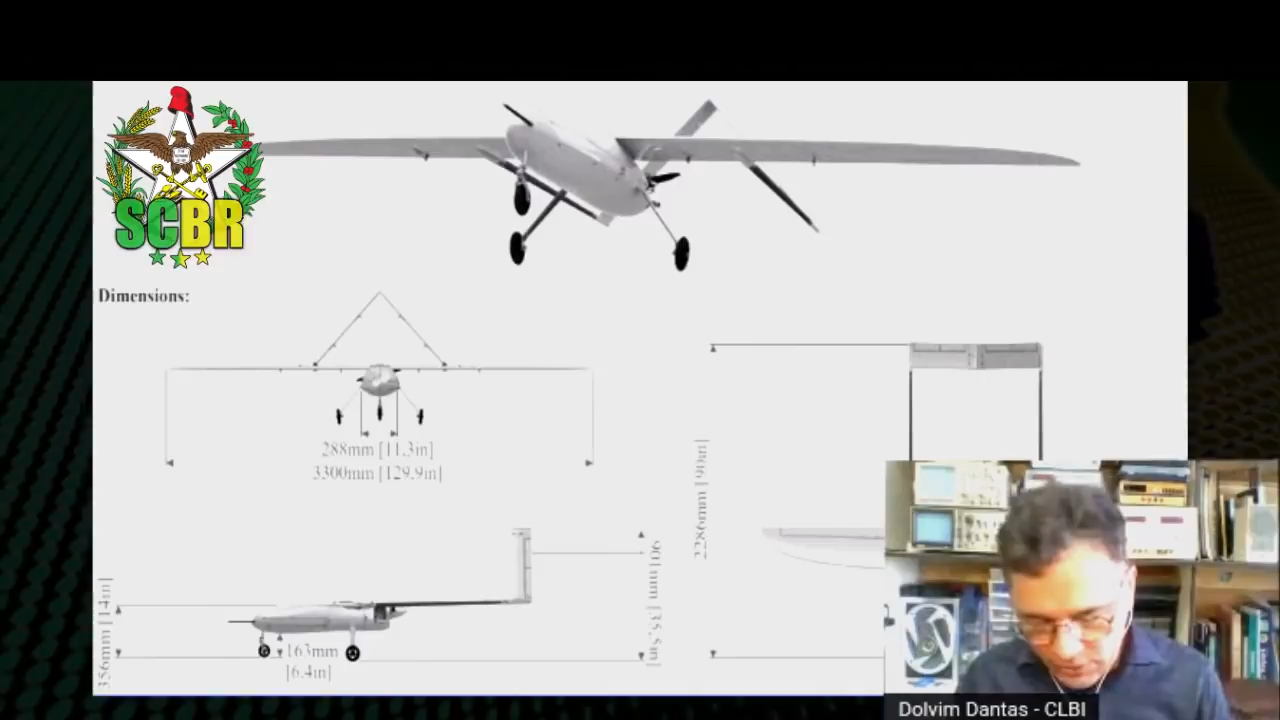 SCBR
Dimensions:
288mm [11.3in]
3300mm [129.9in]
2286mm [90in]
356mm [14in]
163mm
[6.4in]
901mm [35.5in]
Dolvim Dantas - CLBI